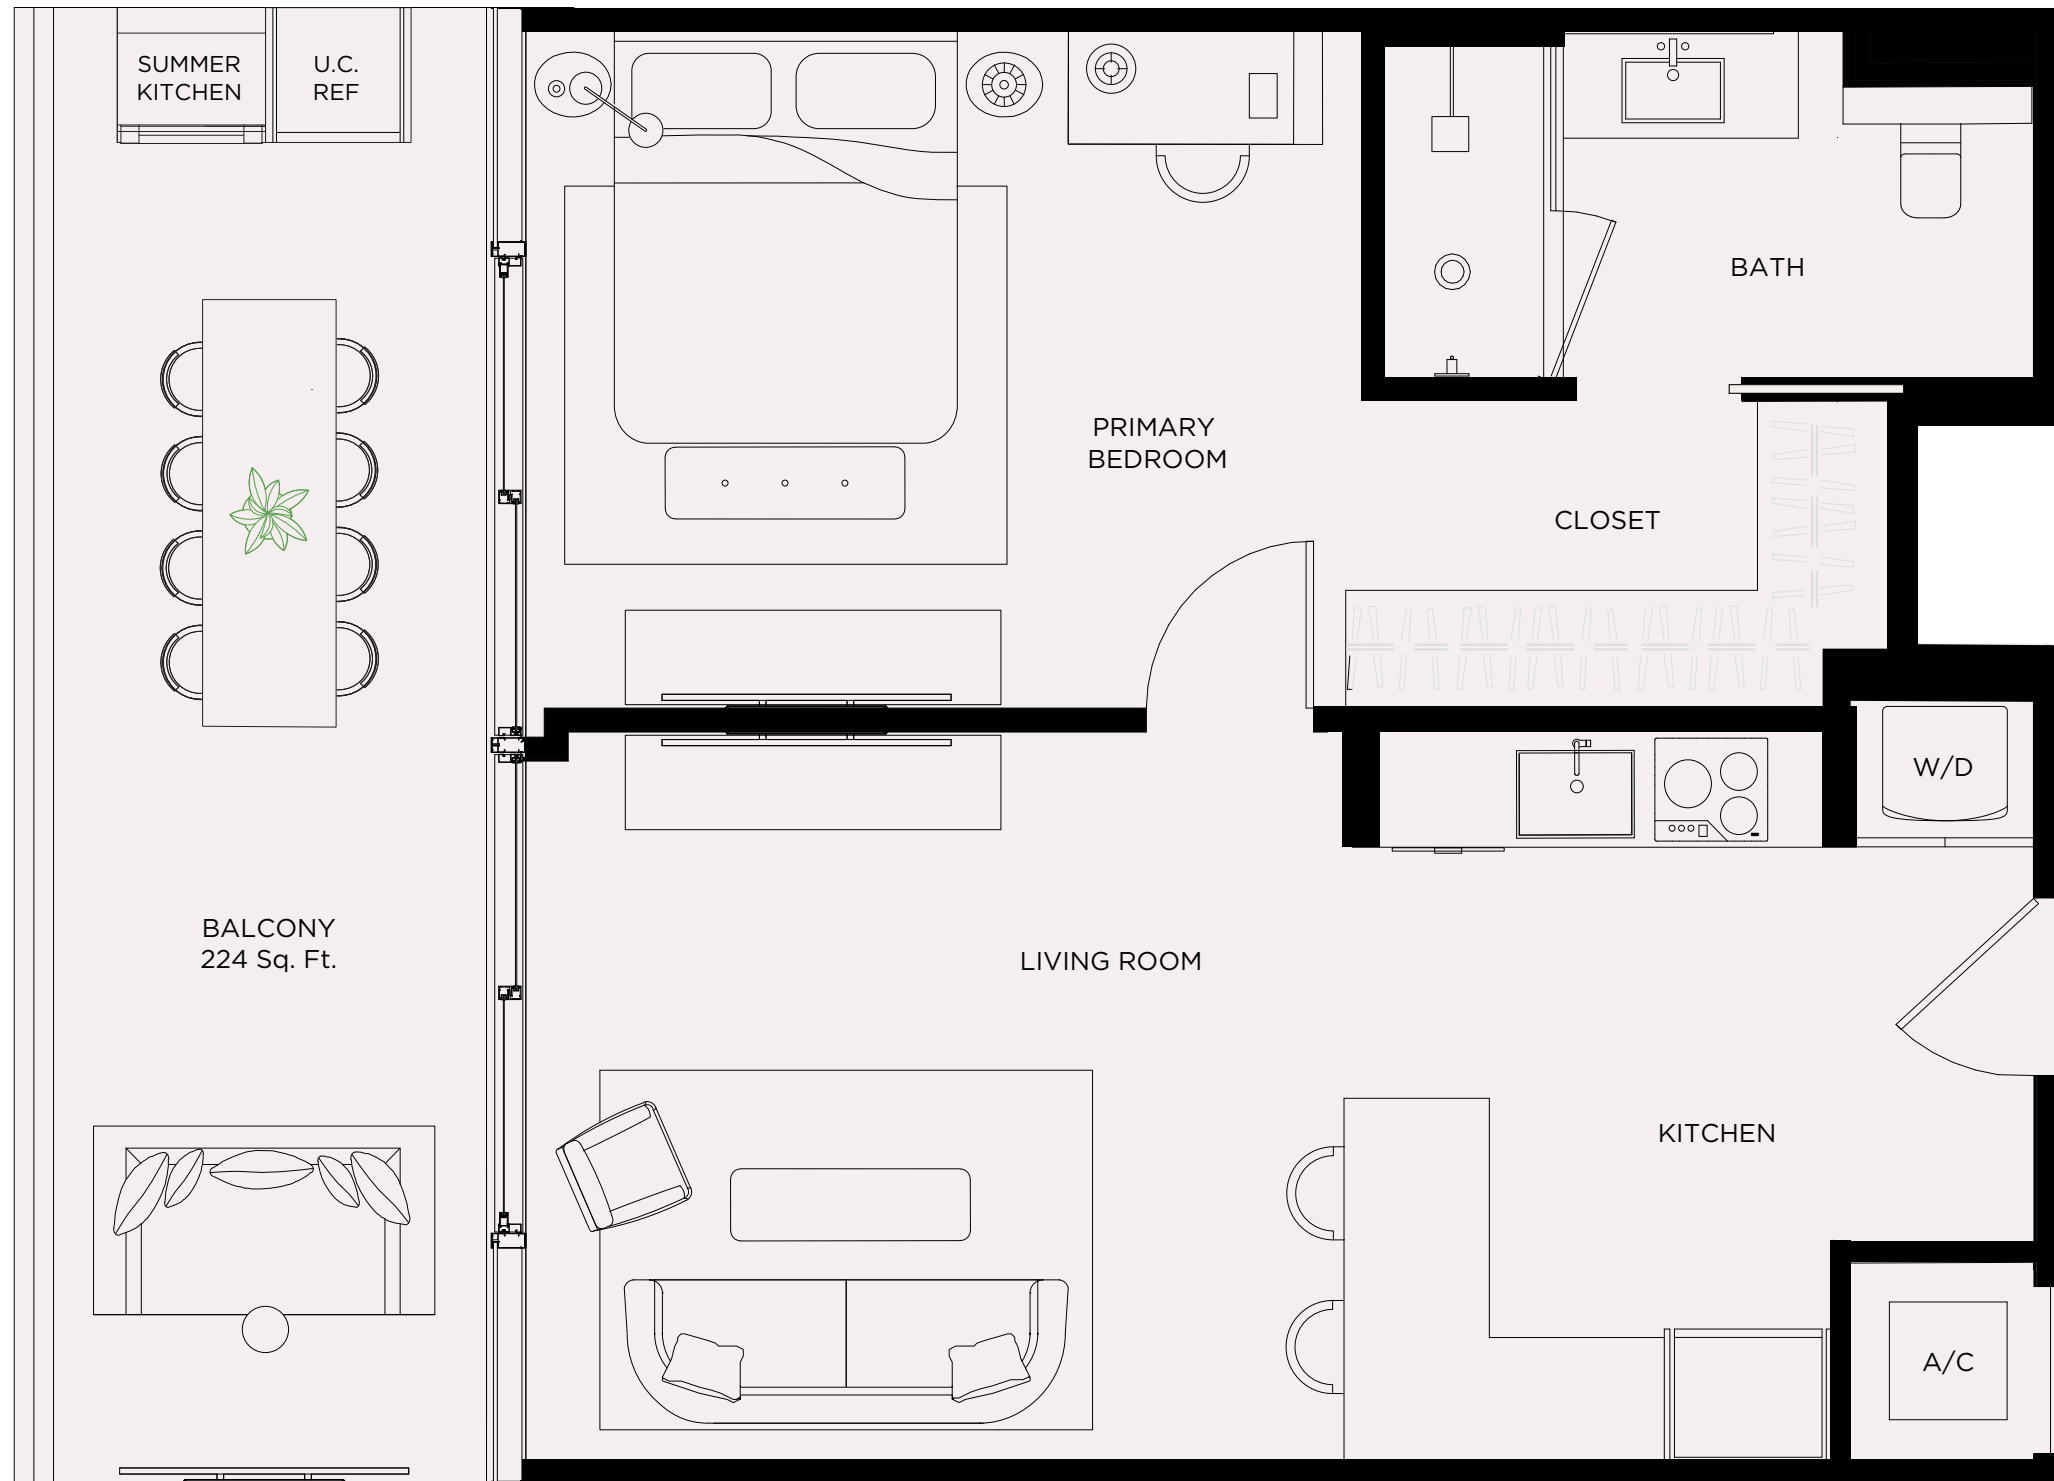 SUMMER
KITCHEN
U.C.
REF
BATH
PRIMARY
BEDROOM
CLOSET
W/D
BALCONY
224 Sq. Ft.
LIVING ROOM
KITCHEN
A/C